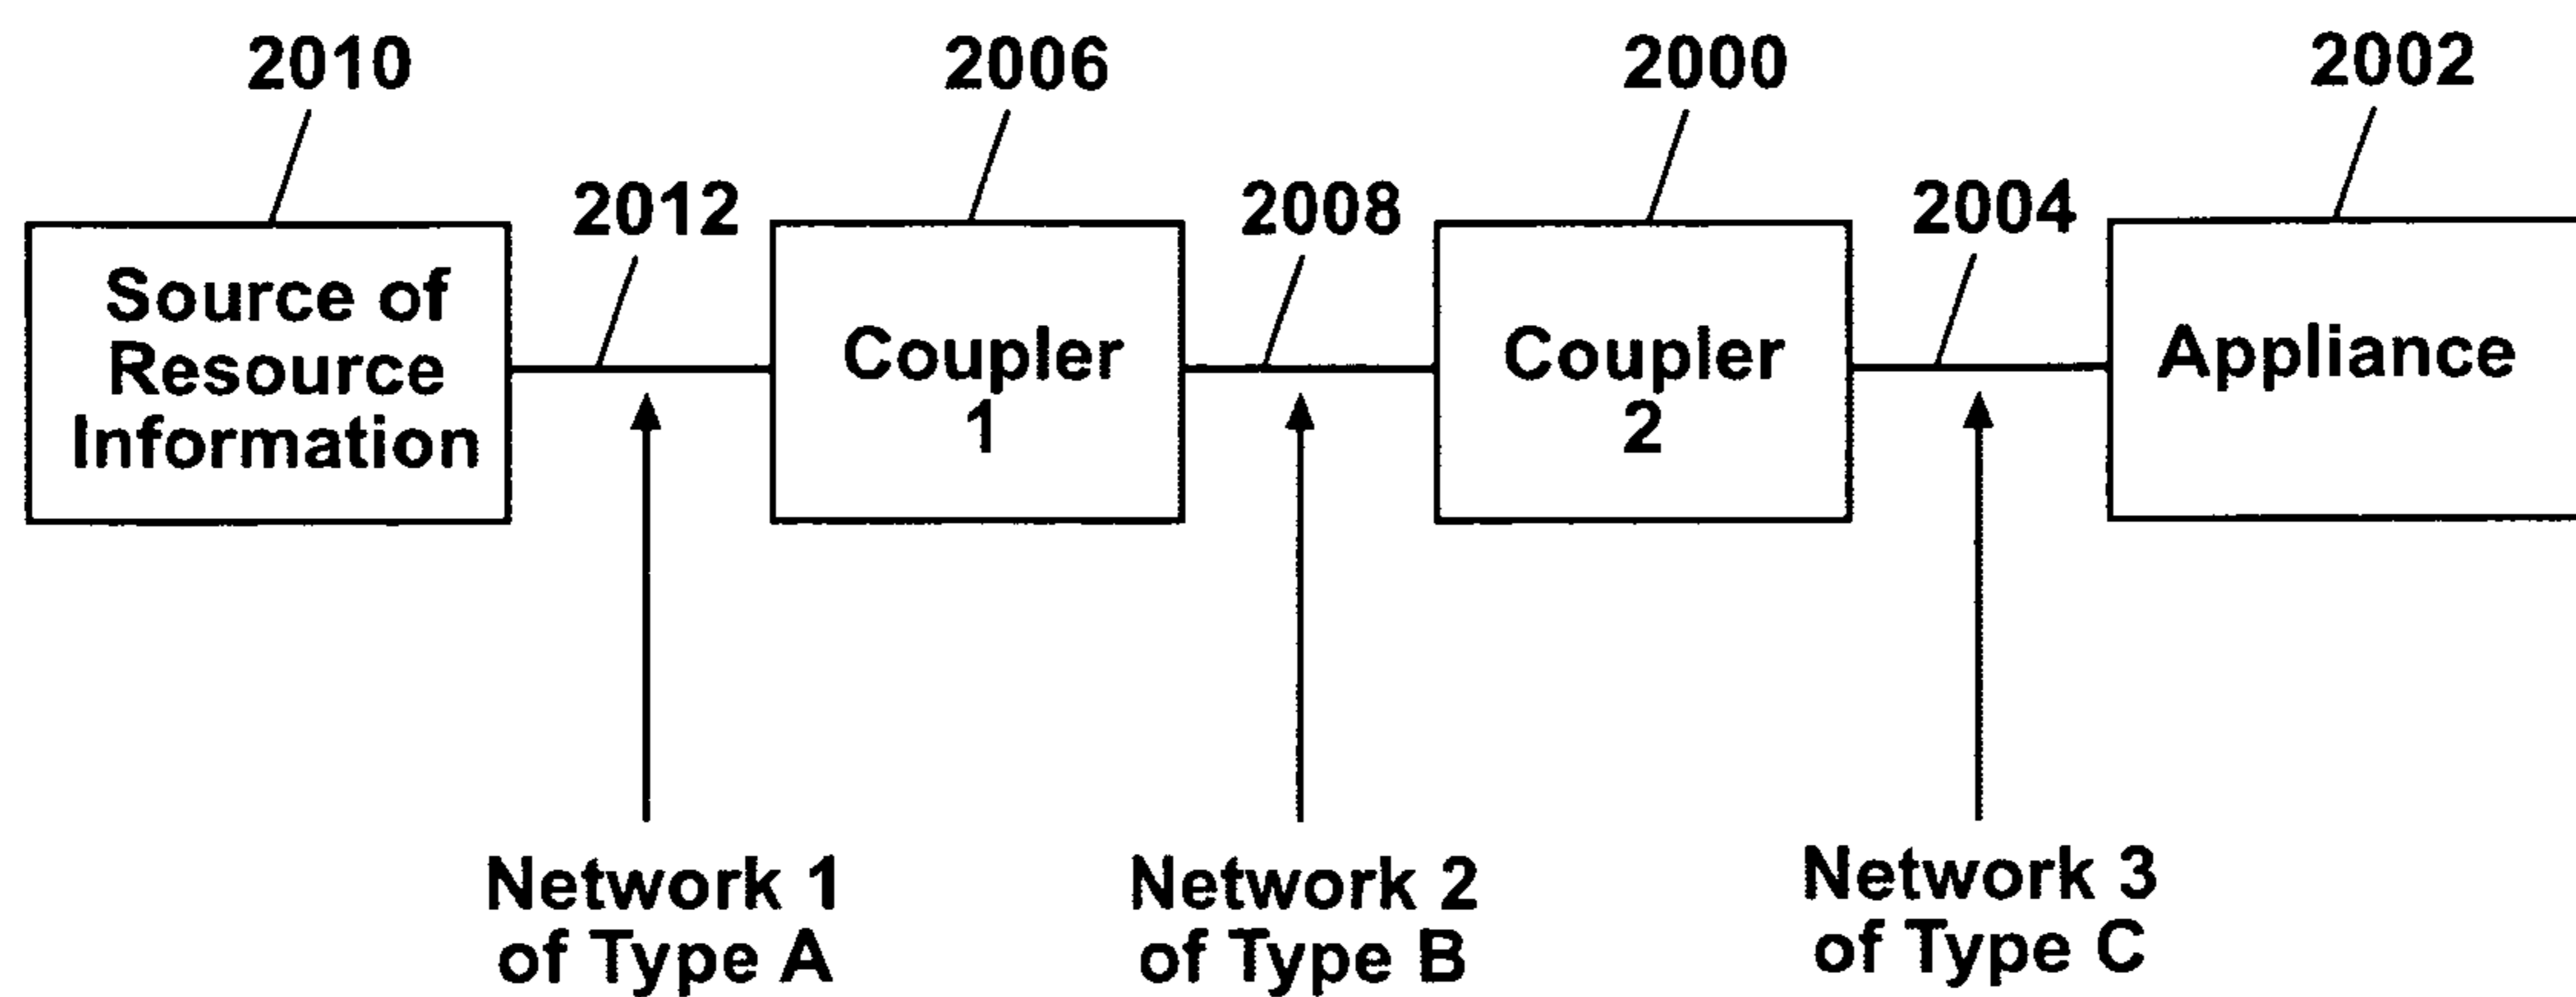 2010
2006
2000
2002
2012
2008
2004
Source of
Resource
Information
Coupler
1
Coupler
2
Appliance
Network 1
of Type A
Network 2
of Type B
Network 3
of Type C